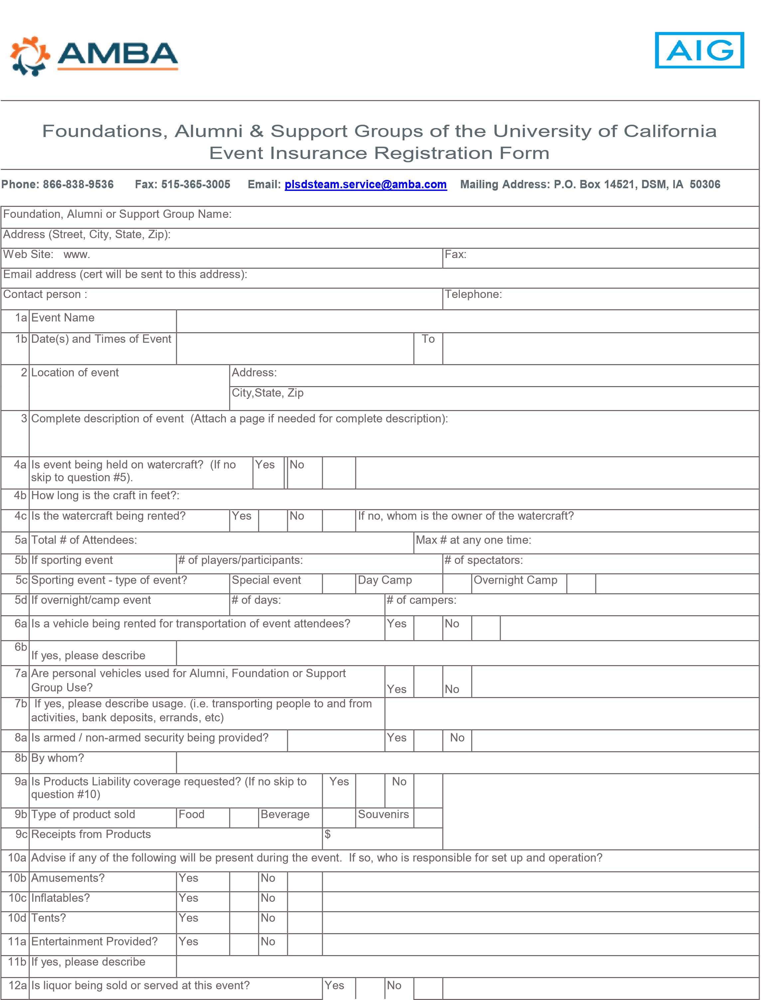 AMBA
AIG
Foundations, Alumni & Support Groups of the University of California
Event Insurance Registration Form
Phone: 866-838-9536 Fax: 515-365-3005 Email: plsdsteam.service@amba.com Mailing Address: P.O. Box 14521, DSM, IA 50306
Foundation, Alumni or Support Group Name:
Address (Street, City, State, Zip):
Web Site: www. Fax:
Email address (cert will be sent to this address):
Contact person : Telephone:
1a Event Name
1b Date(s) and Times of Event To
2 Location of event Address:
City,State, Zip
3 Complete description of event (Attach a page if needed for complete description):
4a Is event being held on watercraft? (If no Yes No
skip to question #5).
4b How long is the craft in feet?:
4c Is the watercraft being rented? Yes No If no, whom is the owner of the watercraft?
5a Total # of Attendees: Max # at any one time:
5b If sporting event # of players/participants: # of spectators:
5c Sporting event - type of event? Special event Day Camp Overnight Camp
5d If overnight/camp event # of days: # of campers:
6a Is a vehicle being rented for transportation of event attendees? Yes No
6b If yes, please describe
7a Are personal vehicles used for Alumni, Foundation or Support
Group Use? Yes No
7b If yes, please describe usage. (i.e. transporting people to and from
activities, bank deposits, errands, etc)
8a Is armed / non-armed security being provided? Yes No
8b By whom?
9a Is Products Liability coverage requested? (If no skip to Yes No
question #10)
9b Type of product sold Food Beverage Souvenirs
9c Receipts from Products $
10a Advise if any of the following will be present during the event. If so, who is responsible for set up and operation?
10b Amusements? Yes No
10c Inflatables? Yes No
10d Tents? Yes No
11a Entertainment Provided? Yes No
11b If yes, please describe
12a Is liquor being sold or served at this event? Yes No